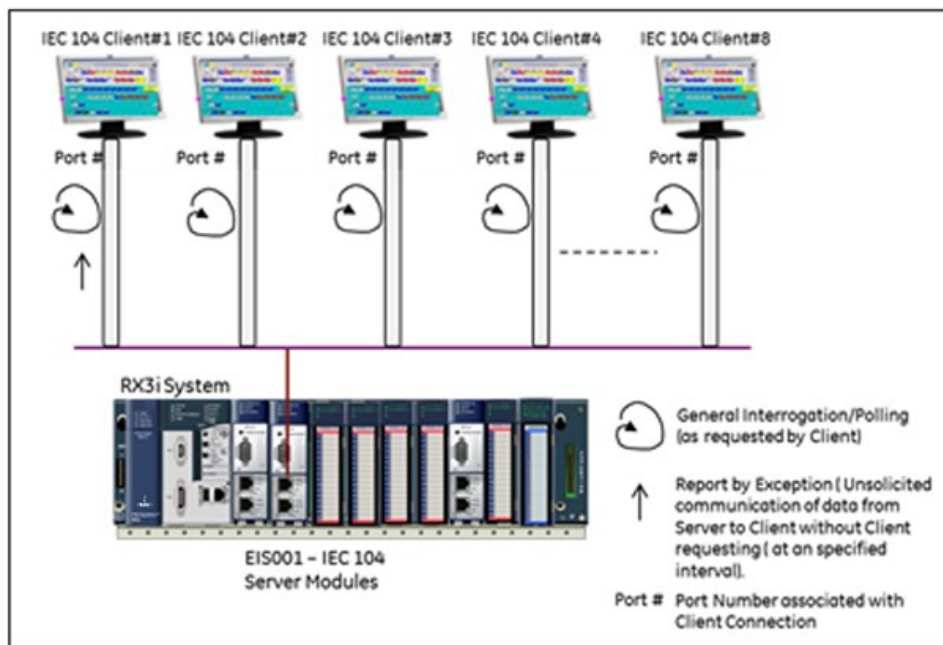 IEC 104 Client#1 IEC 104 Client#2 IEC 104 Client#3 IEC 104 Client#4 IEC 104 Client#8
Port # Port # Port # Port # Port #
RX3i System
EIS001 – IEC 104
Server Modules
General Interrogation/Polling
(as requested by Client)
Report by Exception ( Unsolicited
communication of data from
Server to Client without Client
requesting ( at an specified
interval).
Port # Port Number associated with
Client Connection